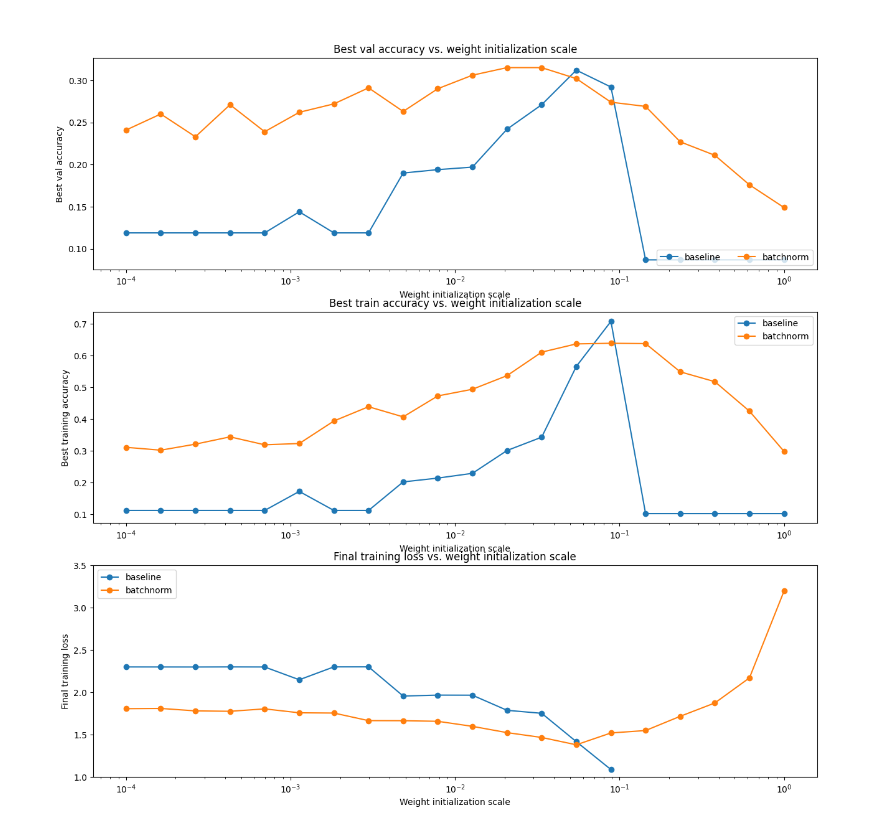 Best val accuracy vs. weight initialization scale
Best val accuracy
0.30
0.25
0.20
0.15
0.10
baseline batchnorm
10⁻⁴ 10⁻³ 10⁻² 10⁻¹ 10⁰
Weight initialization scale
Best train accuracy vs. weight initialization scale
Best training accuracy
0.7
0.6
0.5
0.4
0.3
0.2
0.1
baseline
batchnorm
10⁻⁴ 10⁻³ 10⁻² 10⁻¹ 10⁰
Weight initialization scale
Final training loss vs. weight initialization scale
Final training loss
3.5
3.0
2.5
2.0
1.5
1.0
baseline
batchnorm
10⁻⁴ 10⁻³ 10⁻² 10⁻¹ 10⁰
Weight initialization scale